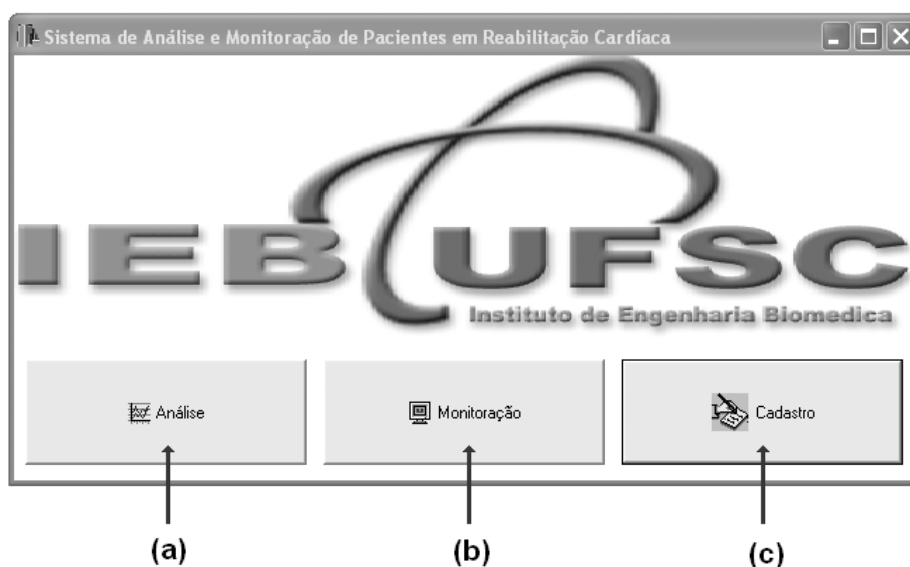 Sistema de Análise e Monitoração de Pacientes em Reabilitação Cardíaca
IEB UFSC
Instituto de Engenharia Biomedica
Análise
Monitoração
Cadastro
(a)
(b)
(c)